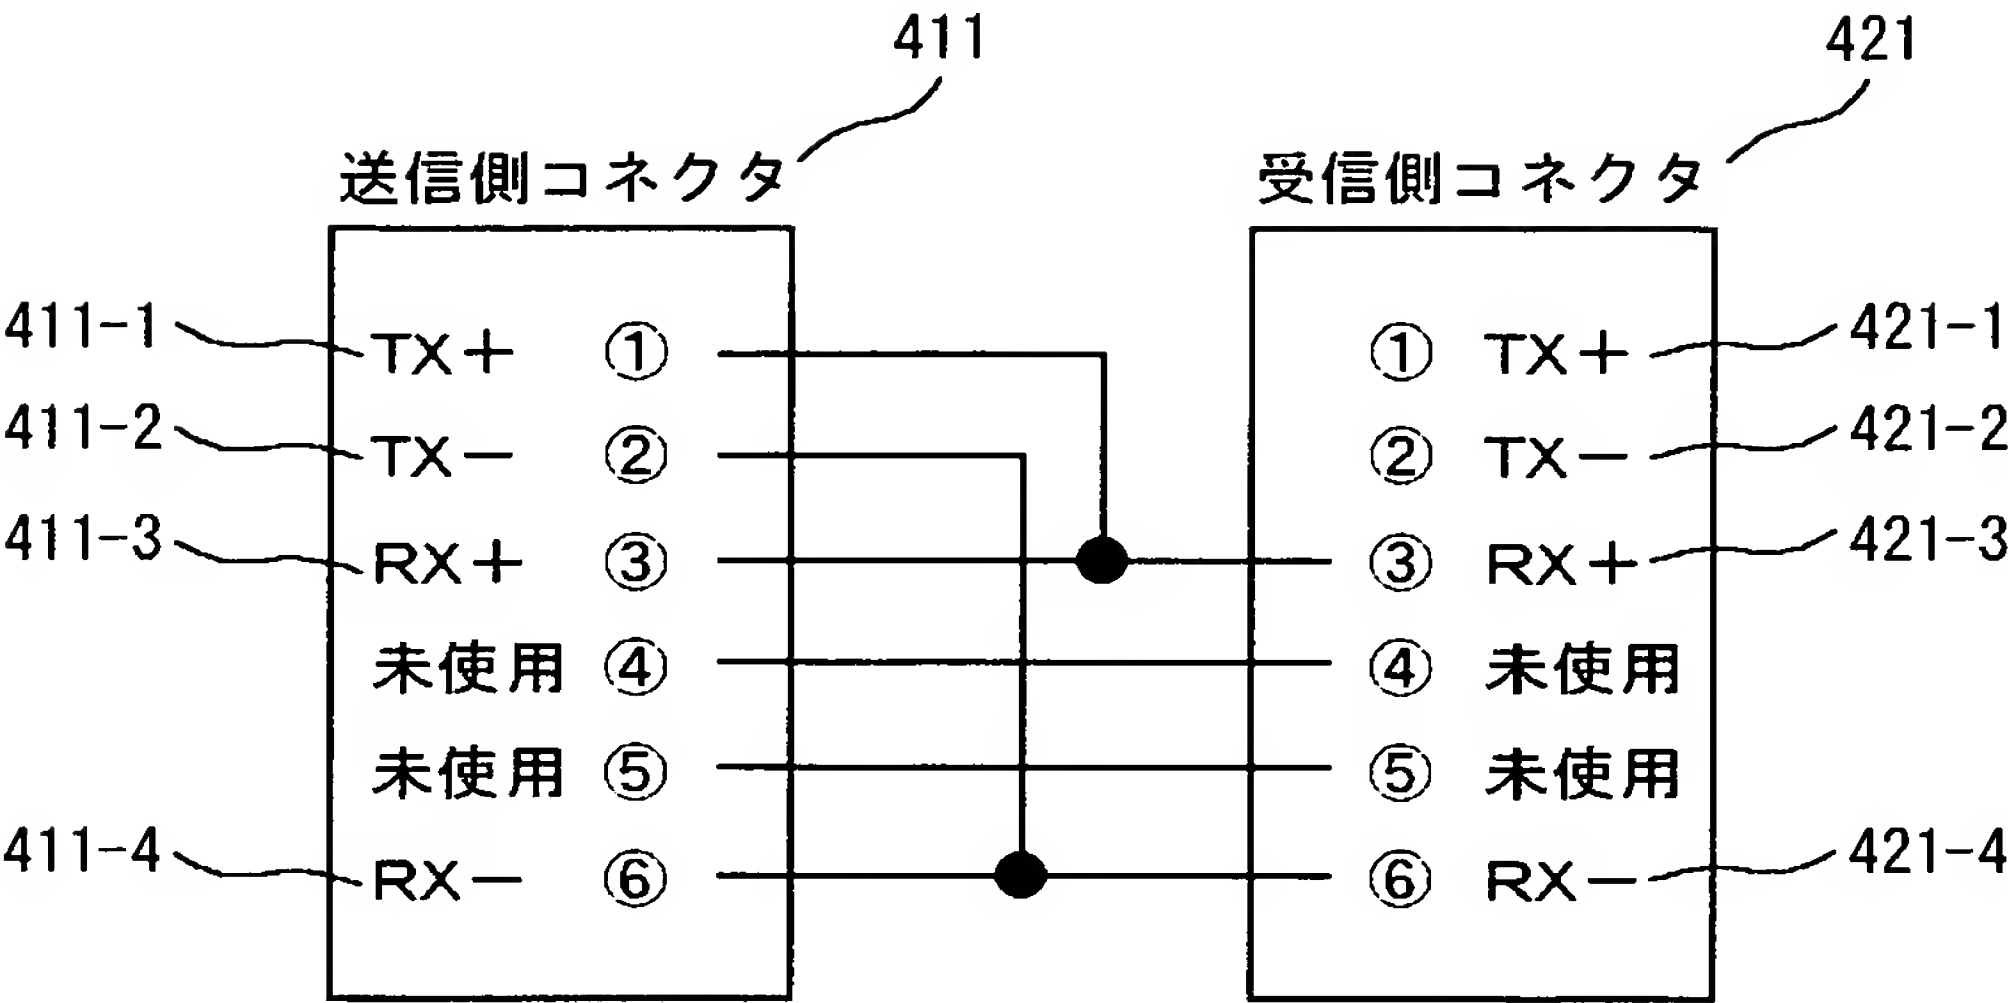 411
421
送信側コネクタ
受信側コネクタ
411-1 TX+ ① ① TX+ 421-1
411-2 TX- ② ② TX- 421-2
411-3 RX+ ③ ③ RX+ 421-3
未使用 ④ ④ 未使用
未使用 ⑤ ⑤ 未使用
411-4 RX- ⑥ ⑥ RX- 421-4